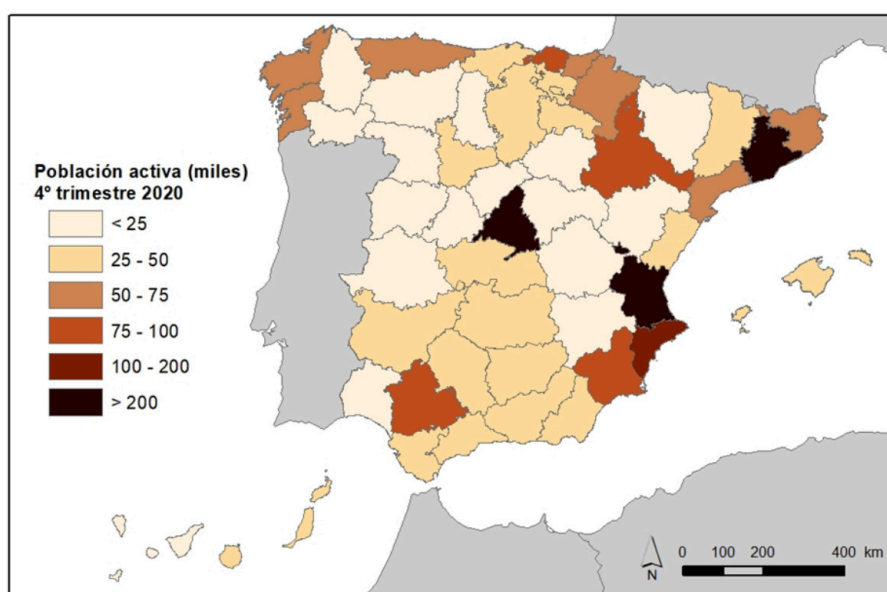 Población activa (miles)
4º trimestre 2020
< 25
25 - 50
50 - 75
75 - 100
100 - 200
> 200
N
0 100 200 400 km